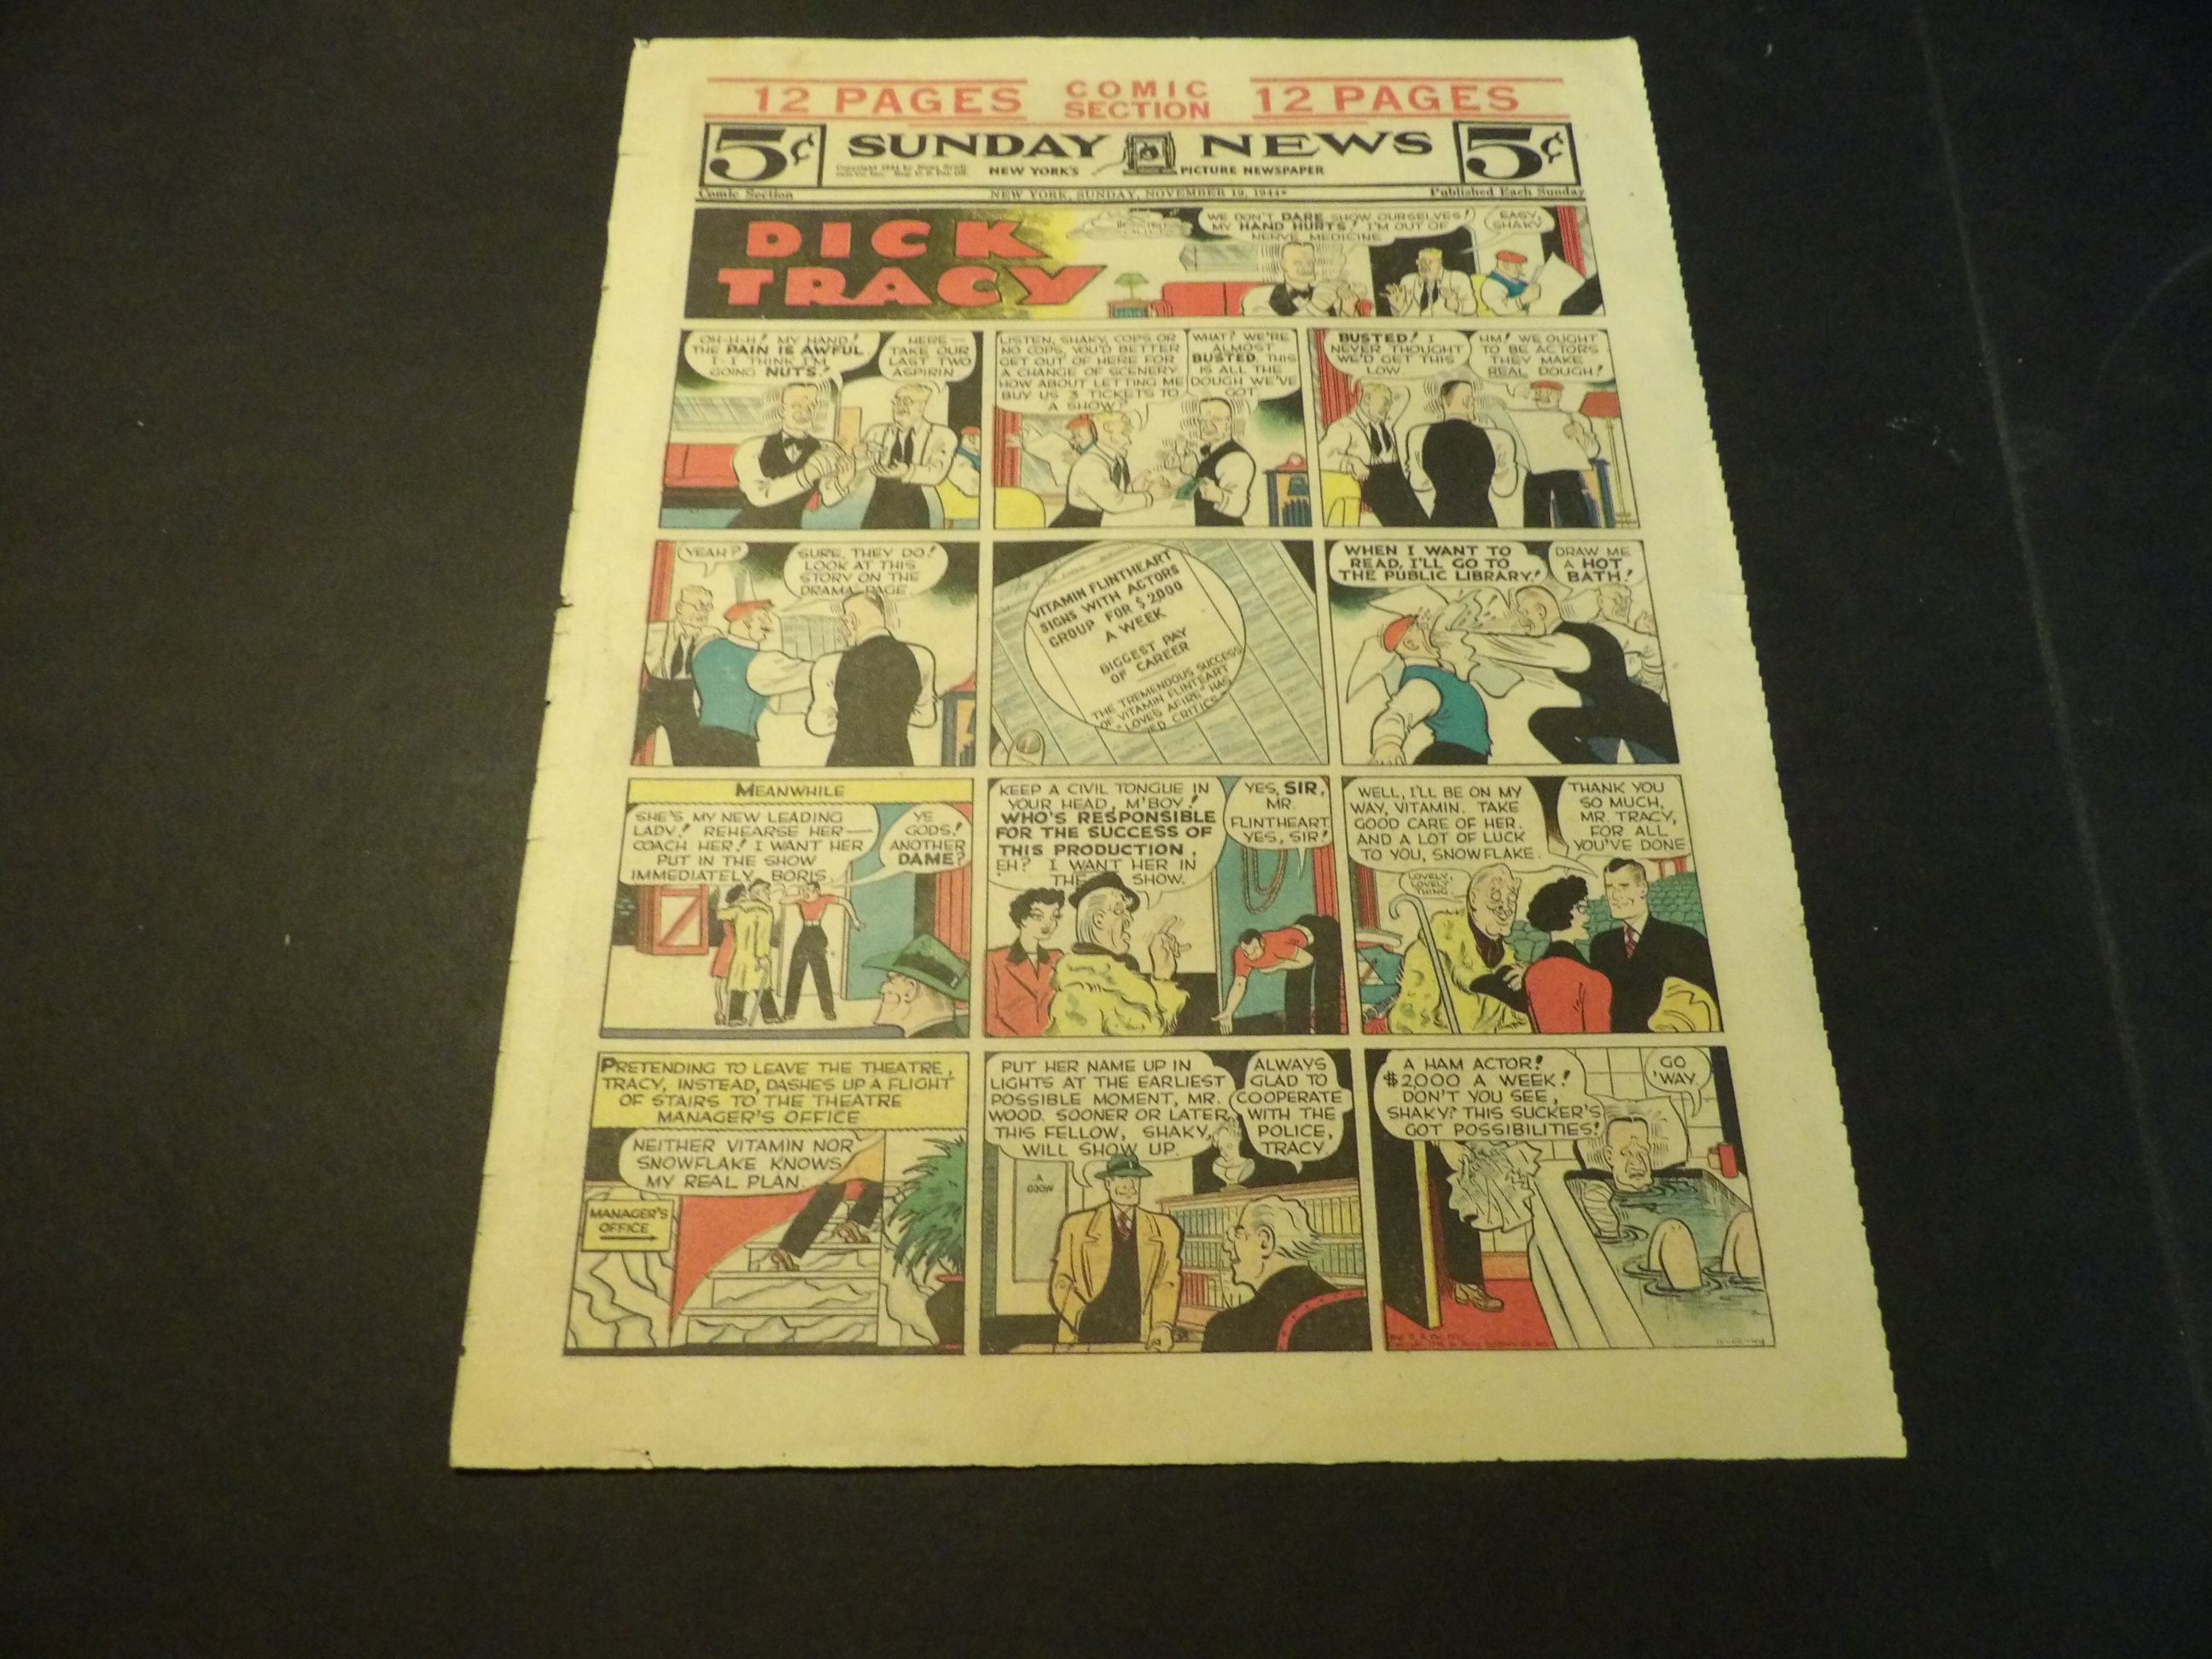 12 PAGES COMIC SECTION 12 PAGES
5¢ SUNDAY NEWS 5¢
NEW YORK'S PICTURE NEWSPAPER
Comic Section NEW YORK, SUNDAY, NOVEMBER 19, 1944* Published Each Sunday
DICK
TRACY
WE DON'T DARE SHOW OURSELVES!
MY HAND HURTS! I'M OUT OF
NERVE MEDICINE
EASY,
SHAKY
OH-H-H! MY HAND!
THE PAIN IS AWFUL
I-I THINK I'M
GOING NUTS!
HERE—
TAKE OUR
LAST TWO
ASPIRIN
LISTEN, SHAKY, COPS OR
NO COPS, YOU'D BETTER
GET OUT OF HERE FOR
A CHANGE OF SCENERY.
HOW ABOUT LETTING ME
BUY US 3 TICKETS TO
A SHOW?
WHAT? WE'RE
ALMOST
BUSTED. THIS
IS ALL THE
DOUGH WE'VE
GOT
BUSTED! I
NEVER THOUGHT
WE'D GET THIS
LOW
HM! WE OUGHT
TO BE ACTORS
THEY MAKE
REAL DOUGH!
YEAH?
SURE, THEY DO!
LOOK AT THIS
STORY ON THE
DRAMA PAGE.
VITAMIN FLINTHEART
SIGNS WITH ACTORS
GROUP FOR $2,000
A WEEK
BIGGEST PAY
OF CAREER
THE TREMENDOUS SUCCESS
OF VITAMIN FLINTEART
"LOVES AFIRE" HAS
ED CRITICS
WHEN I WANT TO
READ, I'LL GO TO
THE PUBLIC LIBRARY!
DRAW ME
A HOT
BATH!
MEANWHILE
SHE'S MY NEW LEADING
LADY! REHEARSE HER—
COACH HER! I WANT HER
PUT IN THE SHOW
IMMEDIATELY, BORIS.
YE
GODS!
ANOTHER
DAME?
KEEP A CIVIL TONGUE IN
YOUR HEAD, M'BOY!
WHO'S RESPONSIBLE
FOR THE SUCCESS OF
THIS PRODUCTION,
EH? I WANT HER IN
THE SHOW.
YES, SIR,
MR.
FLINTHEART
YES, SIR!
WELL, I'LL BE ON MY
WAY, VITAMIN. TAKE
GOOD CARE OF HER.
AND A LOT OF LUCK
TO YOU, SNOWFLAKE.
LOVELY,
LOVELY
THING
THANK YOU
SO MUCH,
MR. TRACY,
FOR ALL
YOU'VE DONE
PRETENDING TO LEAVE THE THEATRE,
TRACY, INSTEAD, DASHES UP A FLIGHT
OF STAIRS TO THE THEATRE
MANAGER'S OFFICE
NEITHER VITAMIN NOR
SNOWFLAKE KNOWS
MY REAL PLAN.
MANAGER'S
OFFICE
PUT HER NAME UP IN
LIGHTS AT THE EARLIEST
POSSIBLE MOMENT, MR.
WOOD. SOONER OR LATER,
THIS FELLOW, SHAKY,
WILL SHOW UP.
ALWAYS
GLAD TO
COOPERATE
WITH THE
POLICE,
TRACY.
A HAM ACTOR!
$2,000 A WEEK!
DON'T YOU SEE,
SHAKY? THIS SUCKER'S
GOT POSSIBILITIES!
GO
'WAY.